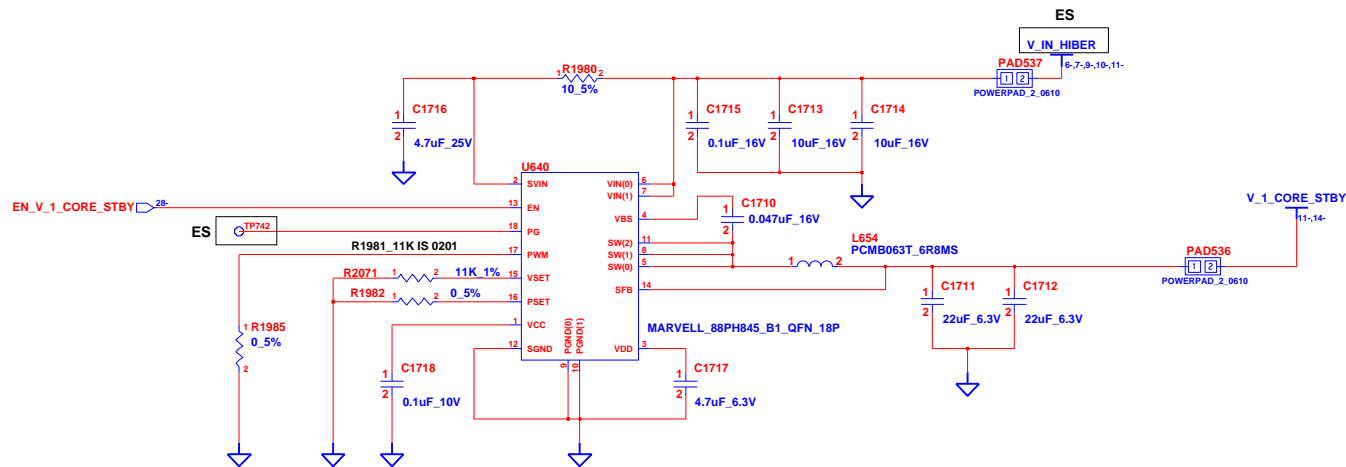 ES
V_IN_HIBER
6-,7-,9-,10-,11-
PAD537
1 2
POWERPAD_2_0610
R1980
1 2
10_5%
C1716
1
2
4.7uF_25V
C1715
1
2
0.1uF_16V
C1713
1
2
10uF_16V
C1714
1
2
10uF_16V
U640
2 SVIN
VIN(0) 6
VIN(1) 7
EN_V_1_CORE_STBY 28-
13 EN
VBS 4
C1710
1
2
0.047uF_16V
ES
TP742
18 PG
R1981_11K IS 0201
17 PWM
SW(2) 11
SW(1) 8
SW(0) 5
L654
PCMB063T_6R8MS
1 2
V_1_CORE_STBY
11-,14-
PAD536
1 2
POWERPAD_2_0610
R2071
1 2
11K_1%
15 VSET
SFB 14
R1982
1 2
0_5%
16 PSET
C1711
1
2
22uF_6.3V
C1712
1
2
22uF_6.3V
1 VCC
R1985
1
2
0_5%
12 SGND
PGND(0)
PGND(1)
9
10
VDD 3
MARVELL_88PH845_B1_QFN_18P
C1718
1
2
0.1uF_10V
C1717
1
2
4.7uF_6.3V